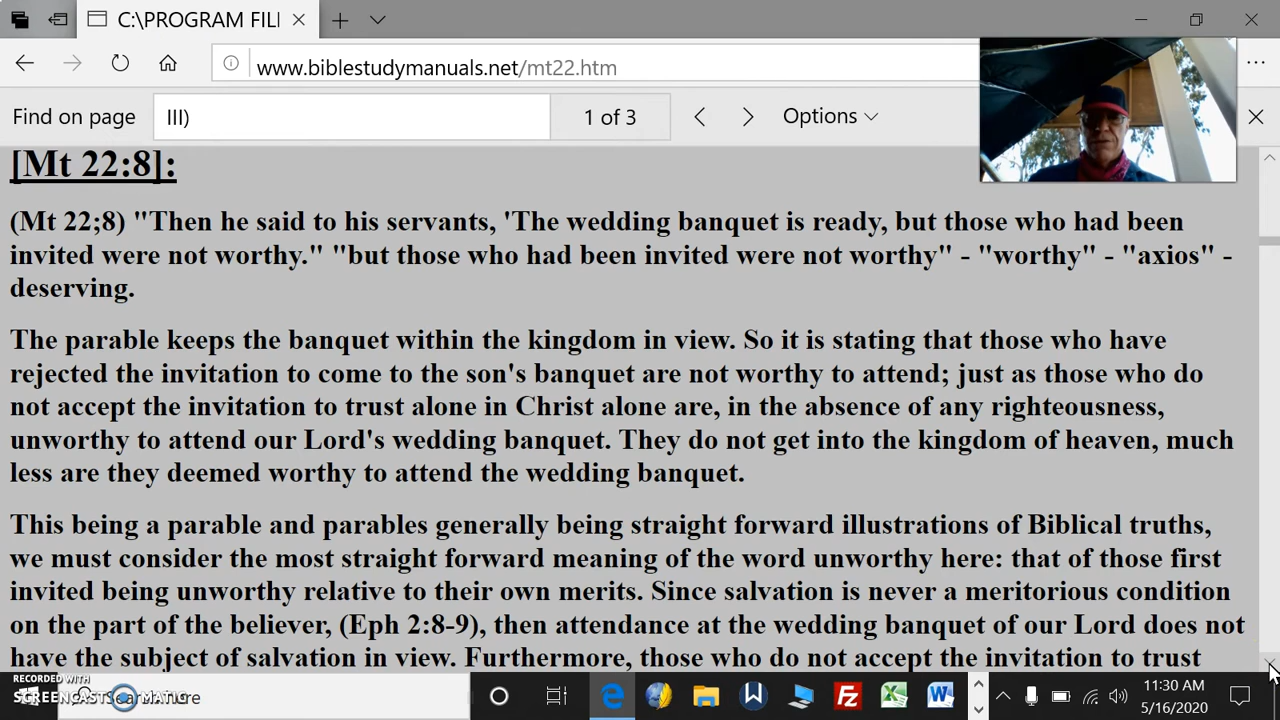 C:\PROGRAM FIL
www.biblestudymanuals.net/mt22.htm
Find on page
III)
1 of 3
Options
[Mt 22:8]:
(Mt 22;8) "Then he said to his servants, 'The wedding banquet is ready, but those who had been
invited were not worthy." "but those who had been invited were not worthy" - "worthy" - "axios" -
deserving.
The parable keeps the banquet within the kingdom in view. So it is stating that those who have
rejected the invitation to come to the son's banquet are not worthy to attend; just as those who do
not accept the invitation to trust alone in Christ alone are, in the absence of any righteousness,
unworthy to attend our Lord's wedding banquet. They do not get into the kingdom of heaven, much
less are they deemed worthy to attend the wedding banquet.
This being a parable and parables generally being straight forward illustrations of Biblical truths,
we must consider the most straight forward meaning of the word unworthy here: that of those first
invited being unworthy relative to their own merits. Since salvation is never a meritorious condition
on the part of the believer, (Eph 2:8-9), then attendance at the wedding banquet of our Lord does not
have the subject of salvation in view. Furthermore, those who do not accept the invitation to trust
RECORDED WITH
SCREENCAST MATIC
here
11:30 AM
5/16/2020